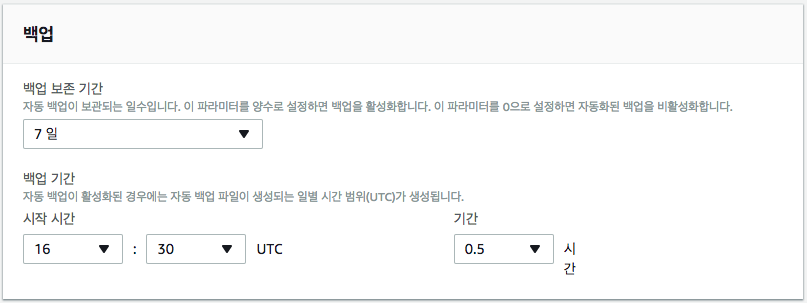 백업
백업 보존 기간
자동 백업이 보관되는 일수입니다. 이 파라미터를 양수로 설정하면 백업을 활성화합니다. 이 파라미터를 0으로 설정하면 자동화된 백업을 비활성화합니다.
7 일
백업 기간
자동 백업이 활성화된 경우에는 자동 백업 파일이 생성되는 일별 시간 범위(UTC)가 생성됩니다.
시작 시간
16 : 30 UTC
기간
0.5 시
간